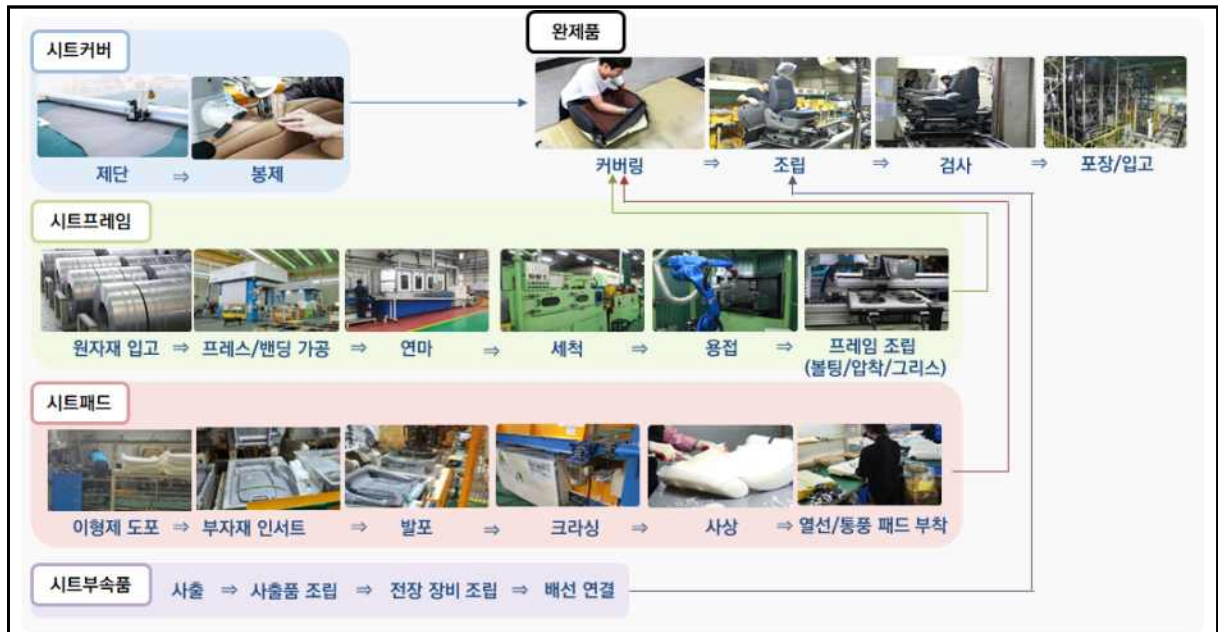 시트커버
제단 ⇒ 봉제
완제품
커버링 ⇒ 조립 ⇒ 검사 ⇒ 포장/입고
시트프레임
원자재 입고 ⇒ 프레스/밴딩 가공 ⇒ 연마 ⇒ 세척 ⇒ 용접 ⇒ 프레임 조립
(볼팅/압착/그리스)
시트패드
이형제 도포 ⇒ 부자재 인서트 ⇒ 발포 ⇒ 크라싱 ⇒ 사상 ⇒ 열선/통풍 패드 부착
시트부속품
사출 ⇒ 사출품 조립 ⇒ 전장 장비 조립 ⇒ 배선 연결